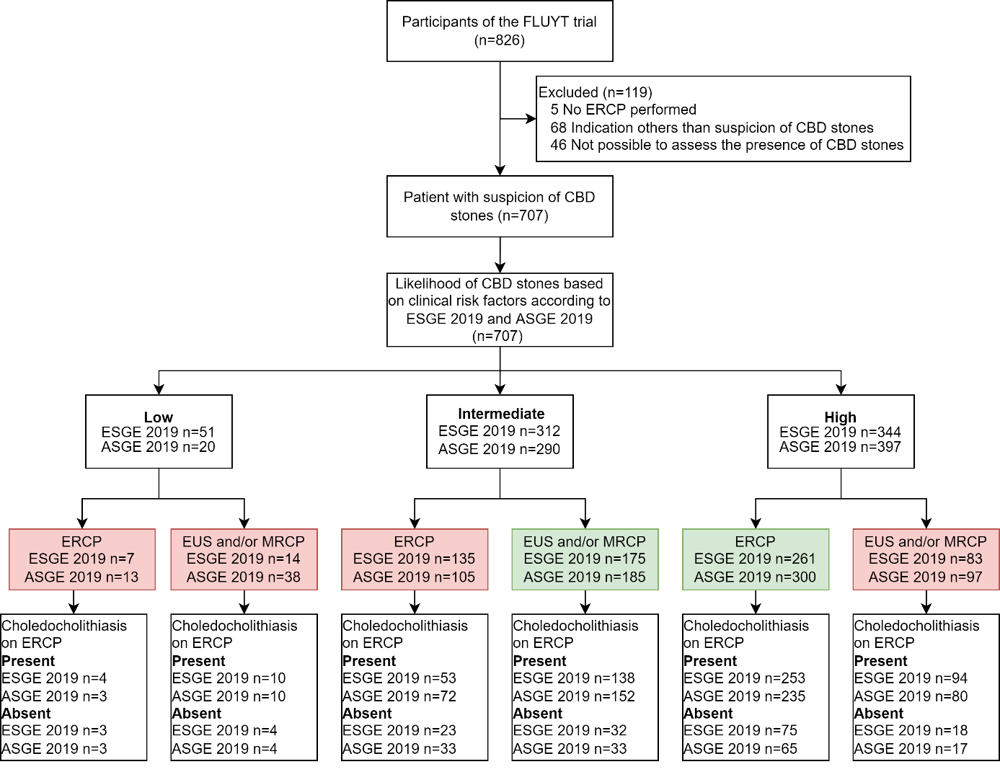 Participants of the FLUYT trial
(n=826)
Excluded (n=119)
5 No ERCP performed
68 Indication others than suspicion of CBD stones
46 Not possible to assess the presence of CBD stones
Patient with suspicion of CBD
stones (n=707)
Likelihood of CBD stones based
on clinical risk factors according to
ESGE 2019 and ASGE 2019
(n=707)
Low
ESGE 2019 n=51
ASGE 2019 n=20
Intermediate
ESGE 2019 n=312
ASGE 2019 n=290
High
ESGE 2019 n=344
ASGE 2019 n=397
ERCP
ESGE 2019 n=7
ASGE 2019 n=13
EUS and/or MRCP
ESGE 2019 n=14
ASGE 2019 n=38
ERCP
ESGE 2019 n=135
ASGE 2019 n=105
EUS and/or MRCP
ESGE 2019 n=175
ASGE 2019 n=185
ERCP
ESGE 2019 n=261
ASGE 2019 n=300
EUS and/or MRCP
ESGE 2019 n=83
ASGE 2019 n=97
Choledocholithiasis
on ERCP
Present
ESGE 2019 n=4
ASGE 2019 n=3
Absent
ESGE 2019 n=3
ASGE 2019 n=3
Choledocholithiasis
on ERCP
Present
ESGE 2019 n=10
ASGE 2019 n=10
Absent
ESGE 2019 n=4
ASGE 2019 n=4
Choledocholithiasis
on ERCP
Present
ESGE 2019 n=53
ASGE 2019 n=72
Absent
ESGE 2019 n=23
ASGE 2019 n=33
Choledocholithiasis
on ERCP
Present
ESGE 2019 n=138
ASGE 2019 n=152
Absent
ESGE 2019 n=32
ASGE 2019 n=33
Choledocholithiasis
on ERCP
Present
ESGE 2019 n=253
ASGE 2019 n=235
Absent
ESGE 2019 n=75
ASGE 2019 n=65
Choledocholithiasis
on ERCP
Present
ESGE 2019 n=94
ASGE 2019 n=80
Absent
ESGE 2019 n=18
ASGE 2019 n=17